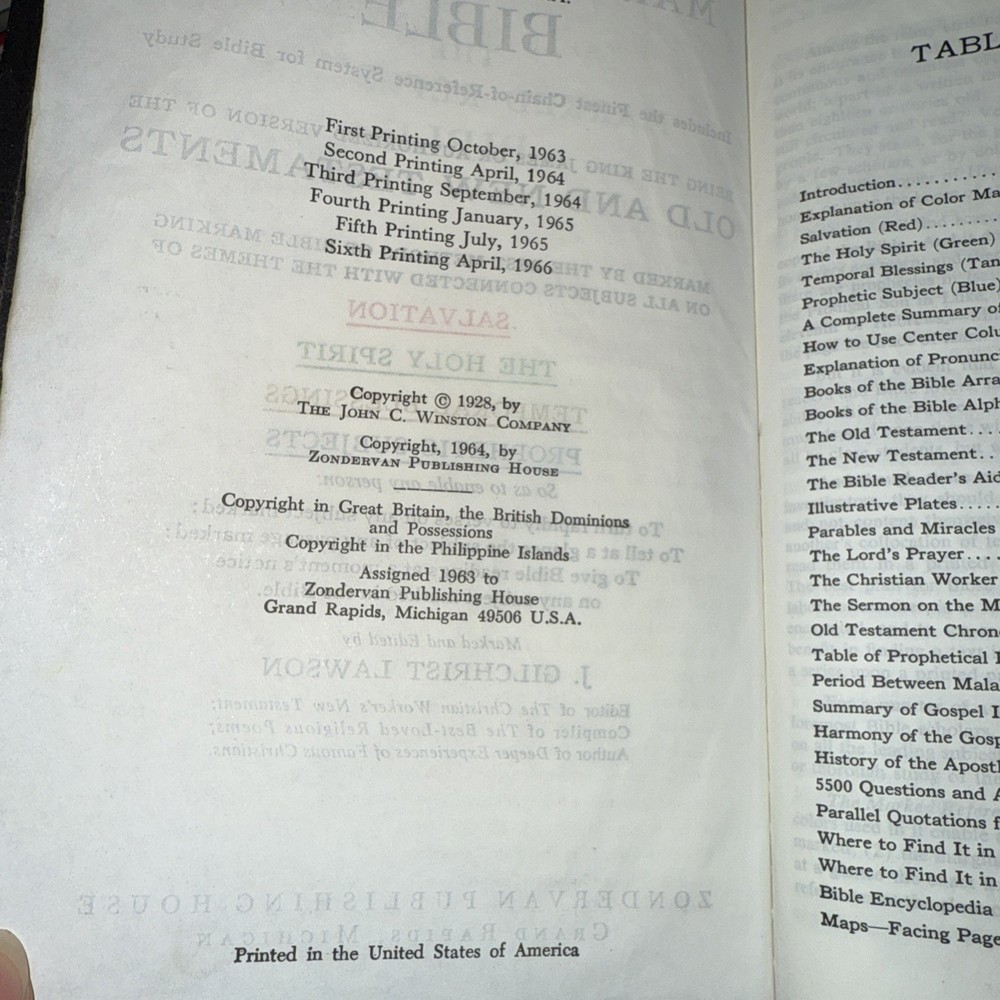 First Printing October, 1963
Second Printing April, 1964
Third Printing September, 1964
Fourth Printing January, 1965
Fifth Printing July, 1965
Sixth Printing April, 1966
Copyright © 1928, by
THE JOHN C. WINSTON COMPANY
Copyright, 1964, by
ZONDERVAN PUBLISHING HOUSE
Copyright in Great Britain, the British Dominions
and Possessions
Copyright in the Philippine Islands
Assigned 1963 to
Zondervan Publishing House
Grand Rapids, Michigan 49506 U.S.A.
Printed in the United States of America
TABL
Introduction..........
Explanation of Color Ma
Salvation (Red).......
The Holy Spirit (Green)
Temporal Blessings (Tan
Prophetic Subject (Blue)
A Complete Summary of
How to Use Center Colu
Explanation of Pronunc
Books of the Bible Arra
Books of the Bible Alph
The Old Testament....
The New Testament..
The Bible Reader's Aid
Illustrative Plates.....
Parables and Miracles
The Lord's Prayer....
The Christian Worker
The Sermon on the M
Old Testament Chron
Table of Prophetical
Period Between Mala
Summary of Gospel
Harmony of the Gosp
History of the Apostl
5500 Questions and A
Parallel Quotations f
Where to Find It in
Where to Find It in
Bible Encyclopedia
Maps—Facing Page